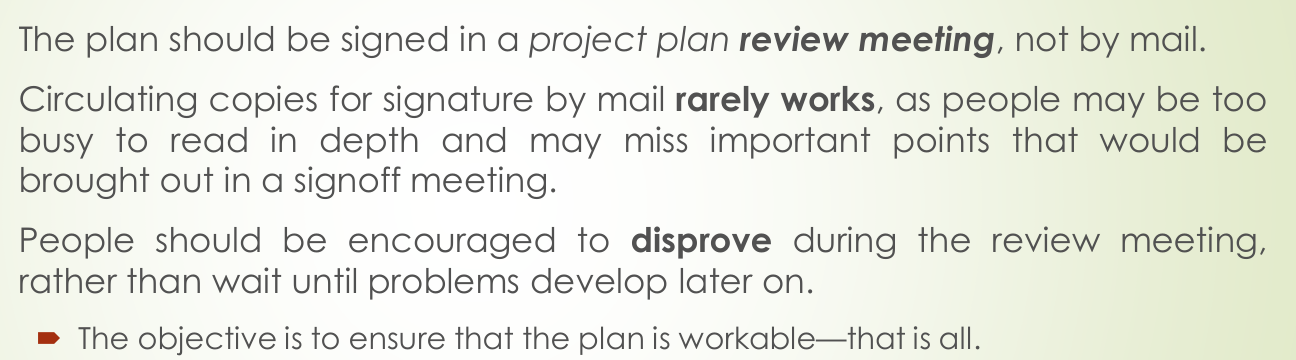 The plan should be signed in a project plan review meeting, not by mail.
Circulating copies for signature by mail rarely works, as people may be too
busy to read in depth and may miss important points that would be
brought out in a signoff meeting.
People should be encouraged to disprove during the review meeting,
rather than wait until problems develop later on.
The objective is to ensure that the plan is workable—that is all.